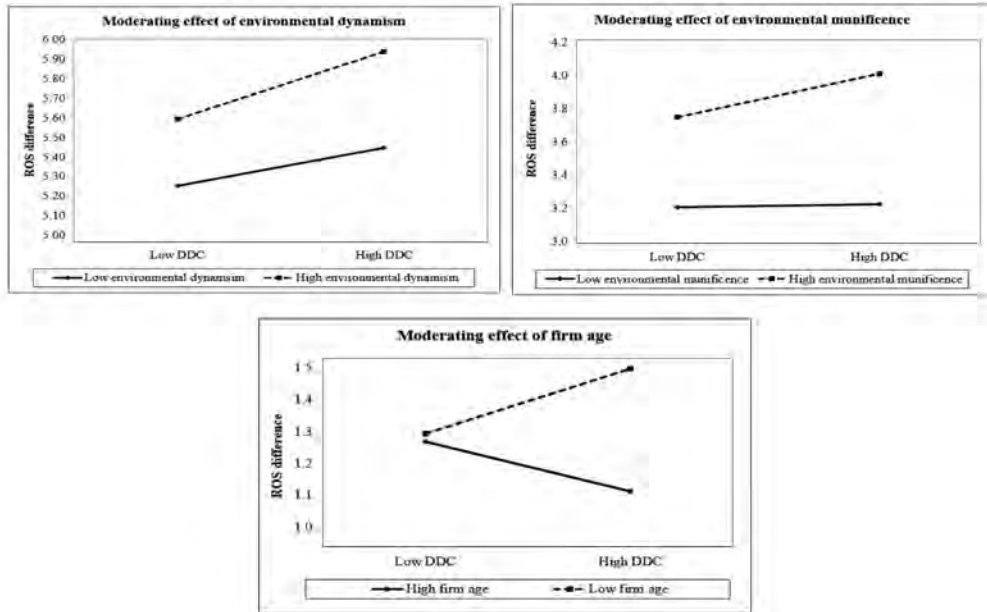 Moderating effect of environmental dynamism
6.00
5.90
5.80
5.70
5.60
5.50
5.40
5.30
5.20
5.10
5.00
ROS difference
Low DDC High DDC
Low environmental dynamsim High environmental dynamism
Moderating effect of environmental munificence
4.2
4.0
3.8
3.6
3.4
3.2
3.0
ROS difference
Low DDC High DDC
Low environmental munificence High environmental munificence
Moderating effect of firm age
1.5
1.4
1.3
1.2
1.1
1.0
ROS difference
Low DDC High DDC
High firm age Low firm age